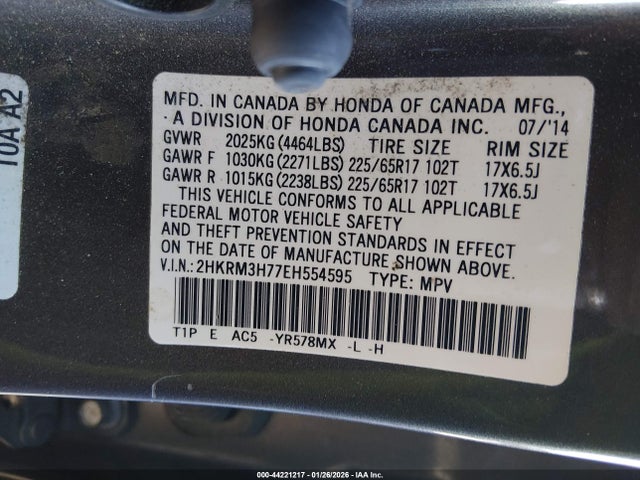 10A A2
MFD. IN CANADA BY HONDA OF CANADA MFG.,
A DIVISION OF HONDA CANADA INC. 07/'14
GVWR 2025KG(4464LBS) TIRE SIZE RIM SIZE
GAWR F 1030KG(2271LBS) 225/65R17 102T 17X6.5J
GAWR R 1015KG(2238LBS) 225/65R17 102T 17X6.5J
THIS VEHICLE CONFORMS TO ALL APPLICABLE
FEDERAL MOTOR VEHICLE SAFETY
AND THEFT PREVENTION STANDARDS IN EFFECT
ON THE DATE OF MANUFACTURE SHOWN ABOVE.
V.I.N.: 2HKRM3H77EH554595 TYPE: MPV
T1P E AC5 -YR578MX -L -H
000-44221217 - 01/26/2026 - IAA Inc.